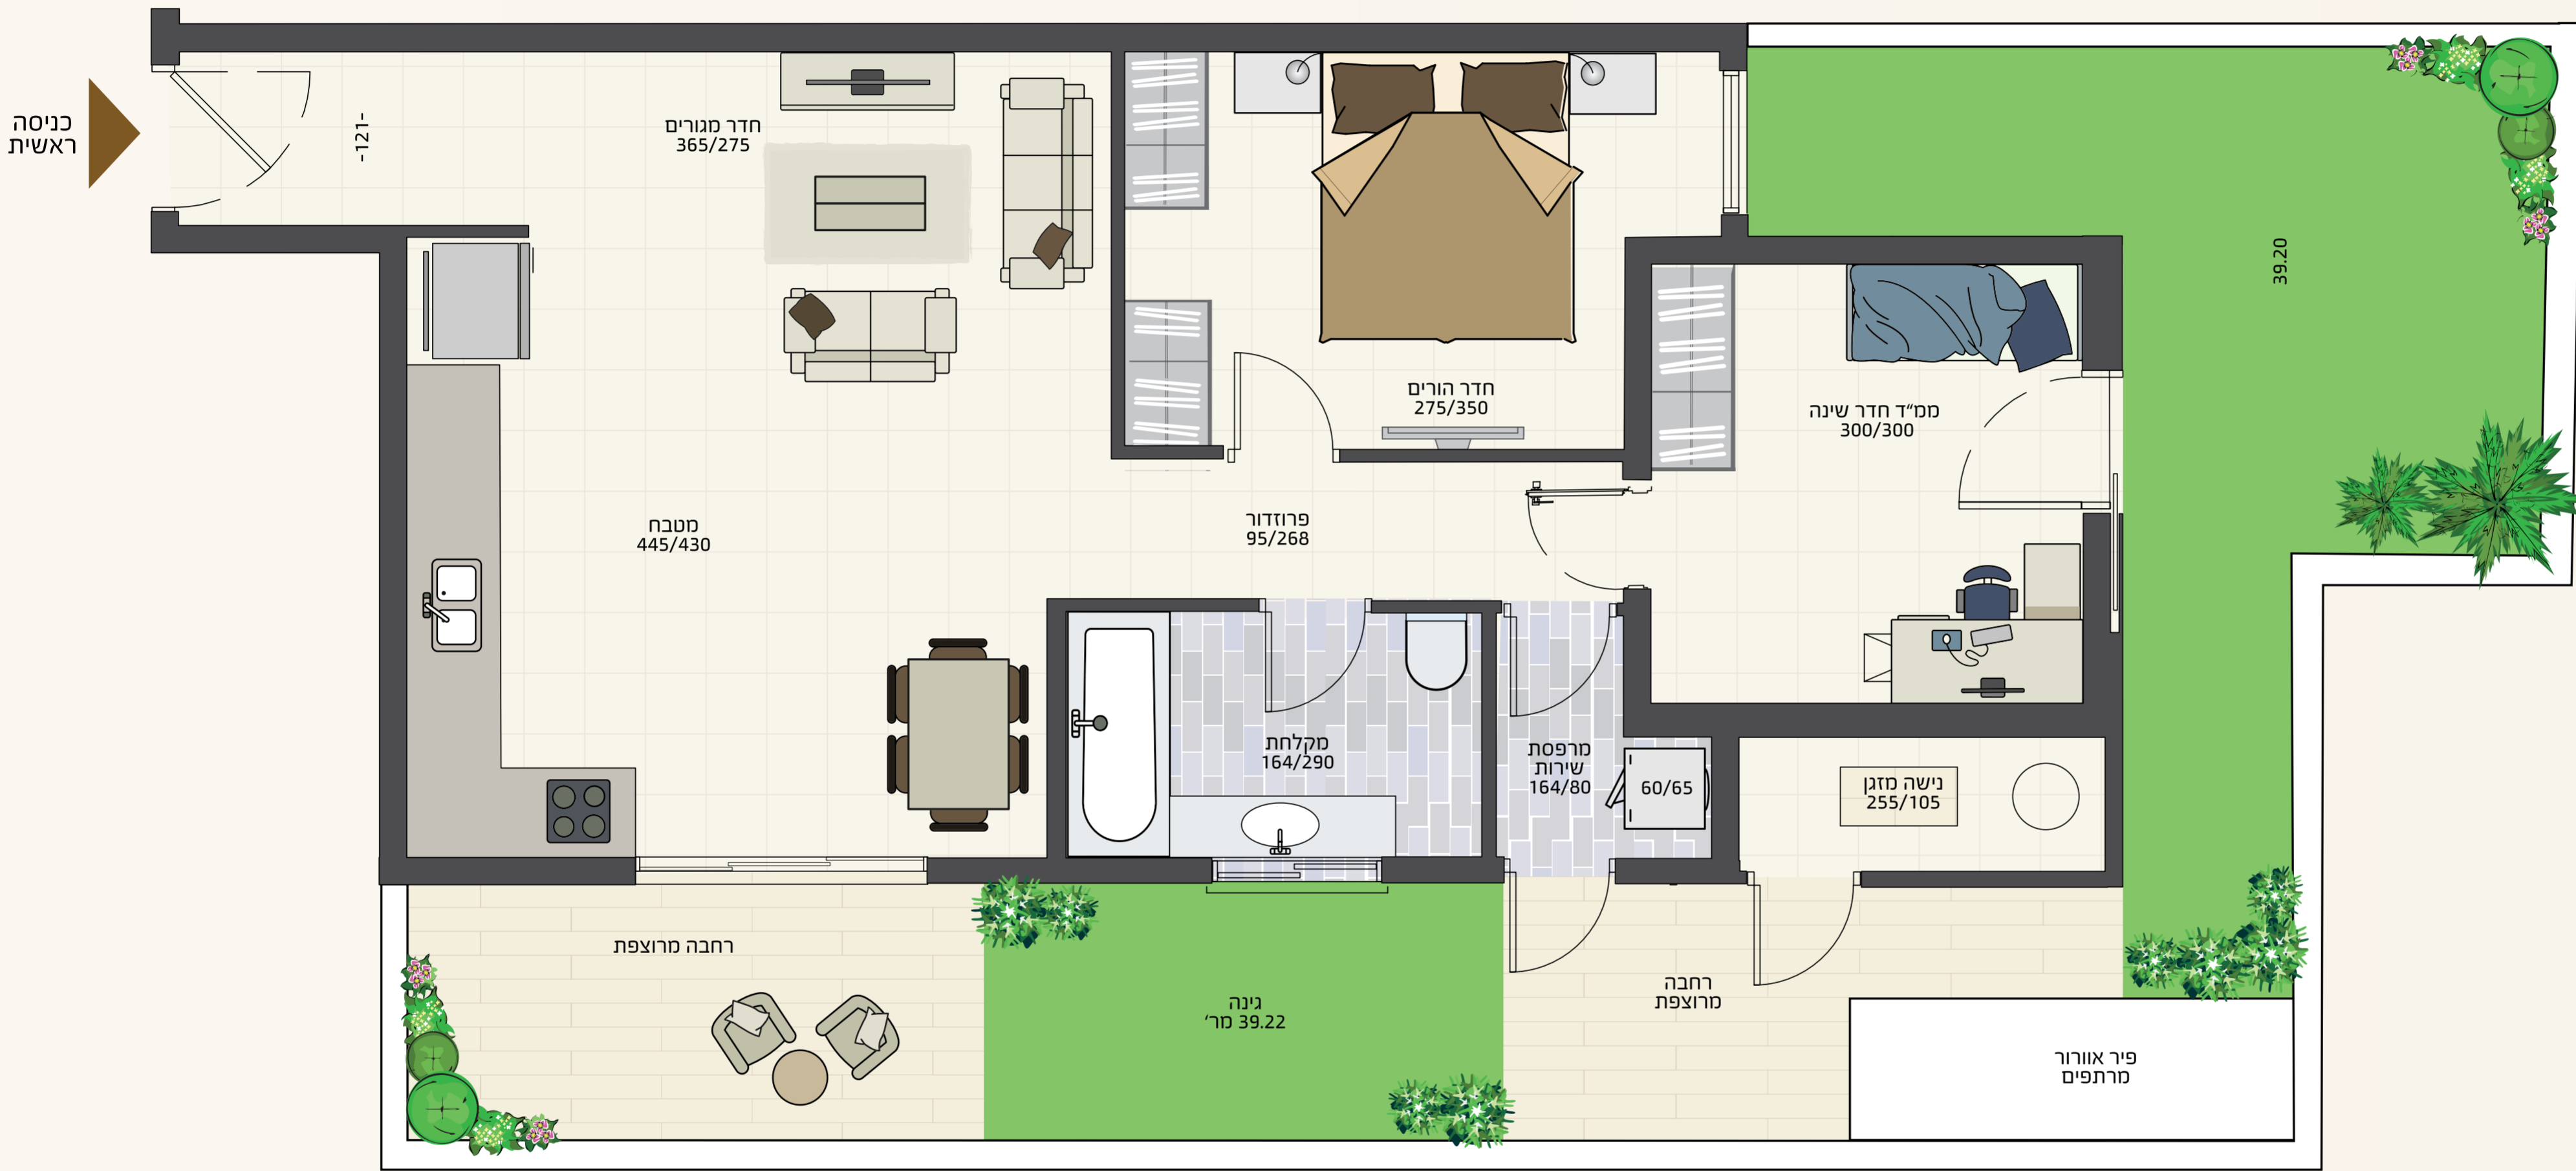 כניסה
ראשית
-121-
חדר מגורים
365/275
חדר הורים
275/350
ממ״ד חדר שינה
300/300
39.20
מטבח
445/430
פרוזדור
95/268
מקלחת
164/290
מרפסת
שירות
164/80
60/65
נישה מזגן
255/105
רחבה מרוצפת
גינה
39.22 מר'
רחבה
מרוצפת
פיר אוורור
מרתפים